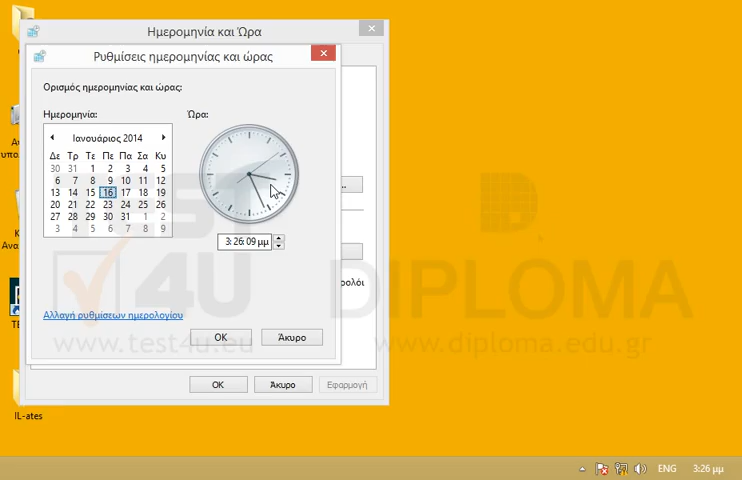 Ημερομηνία και Ώρα
Ρυθμίσεις ημερομηνίας και ώρας
Ορισμός ημερομηνίας και ώρας:
Ημερομηνία:
Ώρα:
Ιανουάριος 2014
Δε Τρ Τε Πε Πα Σα Κυ
30 31 1 2 3 4 5
6 7 8 9 10 11 12
13 14 15 16 17 18 19
20 21 22 23 24 25 26
27 28 29 30 31 1 2
3 4 5 6 7 8 9
3:26:09 μμ
Αλλαγή ρυθμίσεων ημερολογίου
OK Άκυρο
OK Άκυρο Εφαρμογή
TEST
4U
DIPLOMA
www.test4u.eu
www.diploma.edu.gr
IL-ates
ENG 3:26 μμ